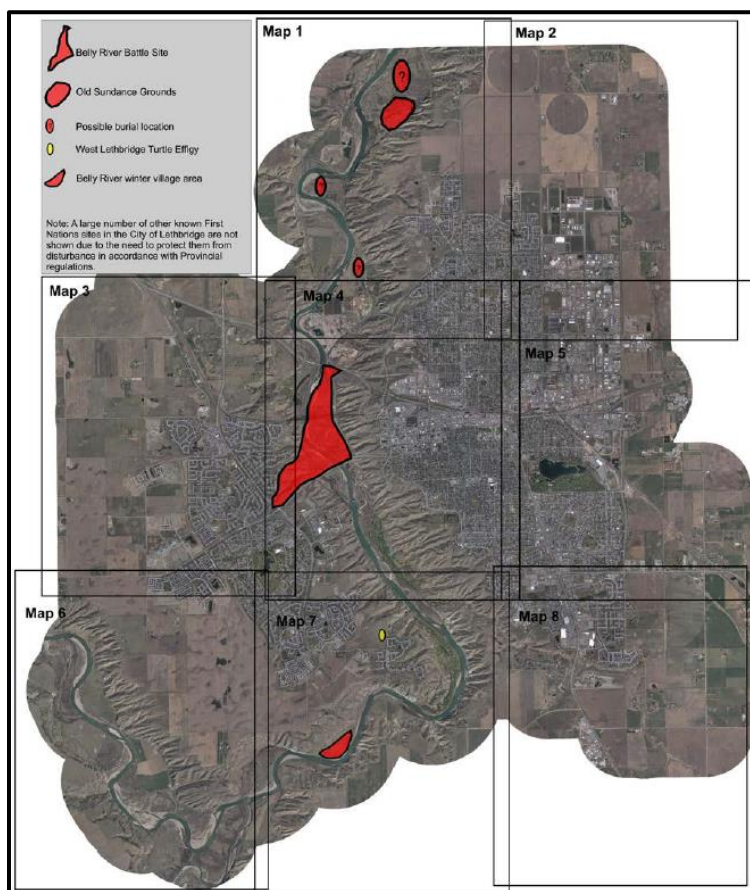 Map 1
Map 2
Belly River Battle Site
Old Sundance Grounds
? Possible burial location
West Lethbridge Turtle Effigy
Belly River winter village area
Note: A large number of other known First
Nations sites in the City of Lethbridge are not
shown due to the need to protect them from
disturbance in accordance with Provincial
regulations.
?
?
?
Map 3
Map 4
Map 5
Map 6
Map 7
Map 8